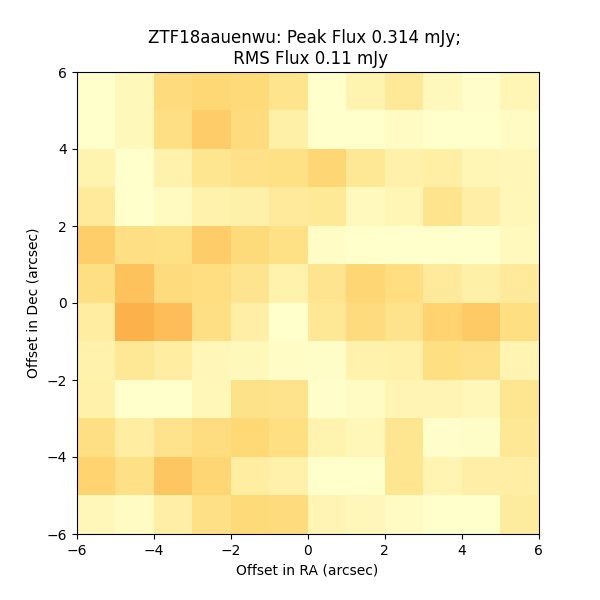 ZTF18aauenwu: Peak Flux 0.314 mJy;
RMS Flux 0.11 mJy
6
4
2
0
−2
−4
−6
Offset in Dec (arcsec)
−6 −4 −2 0 2 4 6
Offset in RA (arcsec)